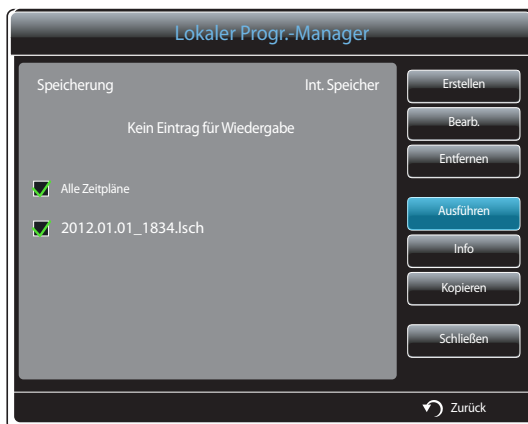 Lokaler Progr.-Manager
Speicherung Int. Speicher
Kein Eintrag für Wiedergabe
Alle Zeitpläne
2012.01.01_1834.lsch
Erstellen
Bearb.
Entfernen
Ausführen
Info
Kopieren
Schließen
Zurück